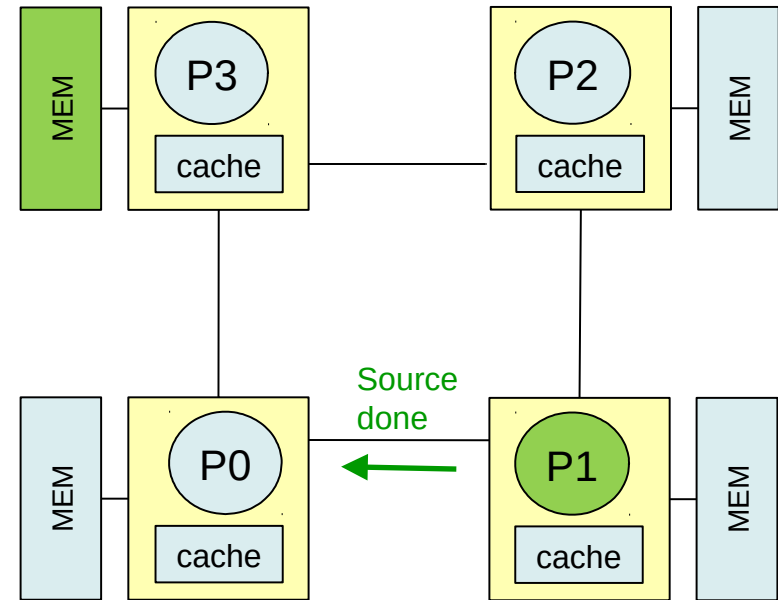 MEM
P3
cache
P2
cache
MEM
Source
done
MEM
P0
cache
P1
cache
MEM